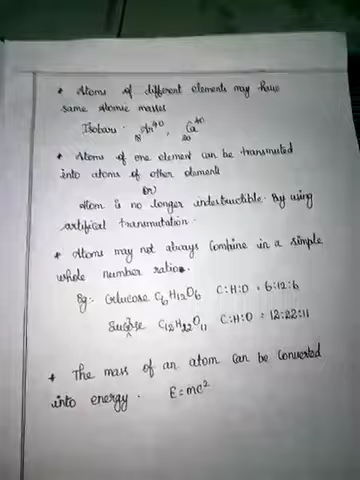 * Atoms of different elements may have
same atomic masses
Isobars - ₁₈Ar⁴⁰, ₂₀Ca⁴⁰
* Atoms of one element can be transmuted
into atoms of other elements
(or)
Atom is no longer indestructible. By using
artifical transmutation.
* Atoms may not always combine in a simple
whole number ratio.
Eg:- Glucose C₆H₁₂O₆ C:H:O = 6:12:6
Sucrose C₁₂H₂₂O₁₁ C:H:O = 12:22:11
* The mass of an atom can be converted
into energy. E=mc²